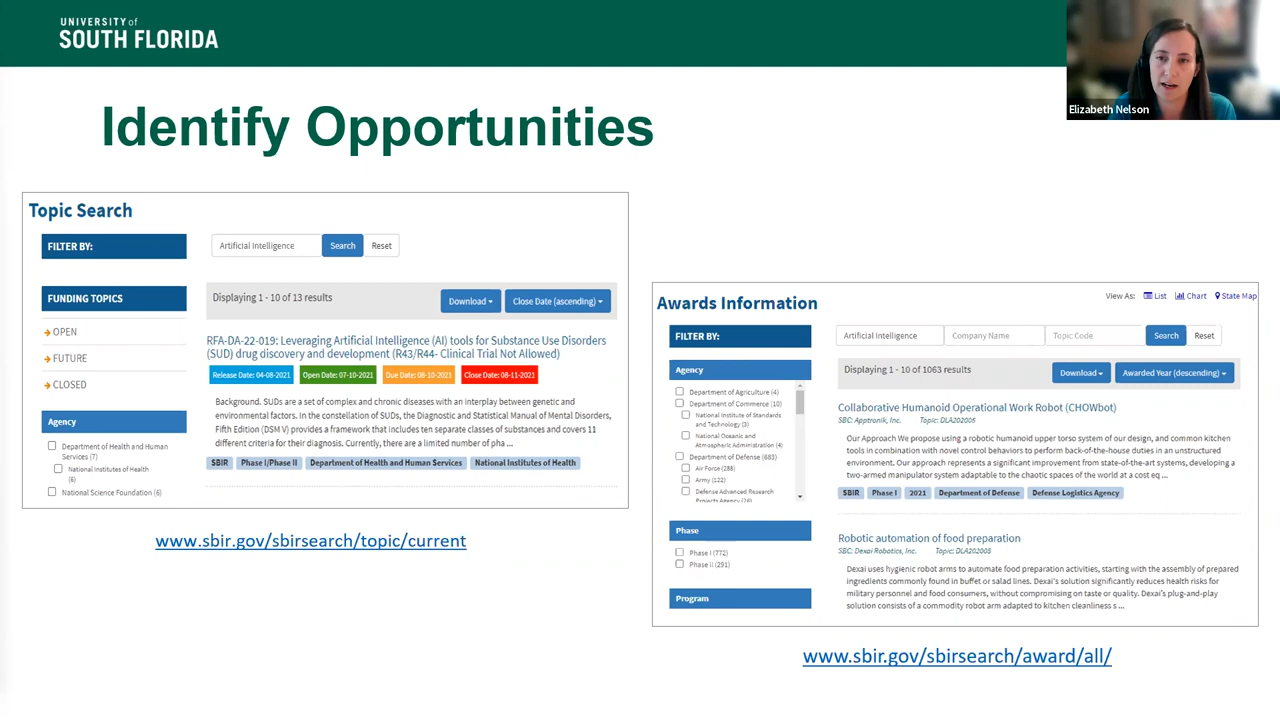 UNIVERSITY of
SOUTH FLORIDA
Elizabeth Nelson
Identify Opportunities
Topic Search
FILTER BY:
Artificial Intelligence
Search
Reset
FUNDING TOPICS
Displaying 1 - 10 of 13 results
Download
Close Date (ascending)
OPEN
FUTURE
CLOSED
RFA-DA-22-019: Leveraging Artificial Intelligence (AI) tools for Substance Use Disorders
(SUD) drug discovery and development (R43/R44- Clinical Trial Not Allowed)
Release Date: 04-08-2021
Open Date: 07-10-2021
Due Date: 08-10-2021
Close Date: 08-11-2021
Background. SUDs are a set of complex and chronic diseases with an interplay between genetic and
environmental factors. In the constellation of SUDs, the Diagnostic and Statistical Manual of Mental Disorders,
Fifth Edition (DSM V) provides a framework that includes ten separate classes of substances and covers 11
different criteria for their diagnosis. Currently, there are a limited number of pha ...
SBIR
Phase I/Phase II
Department of Health and Human Services
National Institutes of Health
Agency
Department of Health and Human
Services (7)
National Institutes of Health
(6)
National Science Foundation (6)
www.sbir.gov/sbirsearch/topic/current
Awards Information
View As:
List
Chart
State Map
FILTER BY:
Artificial Intelligence
Company Name
Topic Code
Search
Reset
Agency
Department of Agriculture (4)
Department of Commerce (10)
National Institute of Standards
and Technology (3)
National Oceanic and
Atmospheric Administration (4)
Department of Defense (683)
Air Force (288)
Army (122)
Defense Advanced Research
Displaying 1 - 10 of 1063 results
Download
Awarded Year (descending)
Collaborative Humanoid Operational Work Robot (CHOWbot)
SBC: Apptronik, Inc.
Topic: DLA202005
Our Approach We propose using a robotic humanoid upper torso system of our design, and common kitchen
tools in combination with novel control behaviors to perform back-of-the-house duties in an unstructured
environment. Our approach represents a significant improvement from state-of-the-art systems, developing a
two-armed manipulator system adaptable to the chaotic spaces of the world at a cost eq ...
SBIR
Phase I
2021
Department of Defense
Defense Logistics Agency
Phase
Phase I (772)
Phase II (291)
Program
Robotic automation of food preparation
SBC: Dexai Robotics, Inc.
Topic: DLA202005
Dexai uses hygienic robot arms to automate food preparation activities, starting with the assembly of prepared
ingredients commonly found in buffet or salad lines. Dexai's solution significantly reduces health risks for
military personnel and food consumers, without compromising on taste or quality. Dexai's plug-and-play
solution consists of a commodity robot arm adapted to kitchen cleanliness s ...
www.sbir.gov/sbirsearch/award/all/